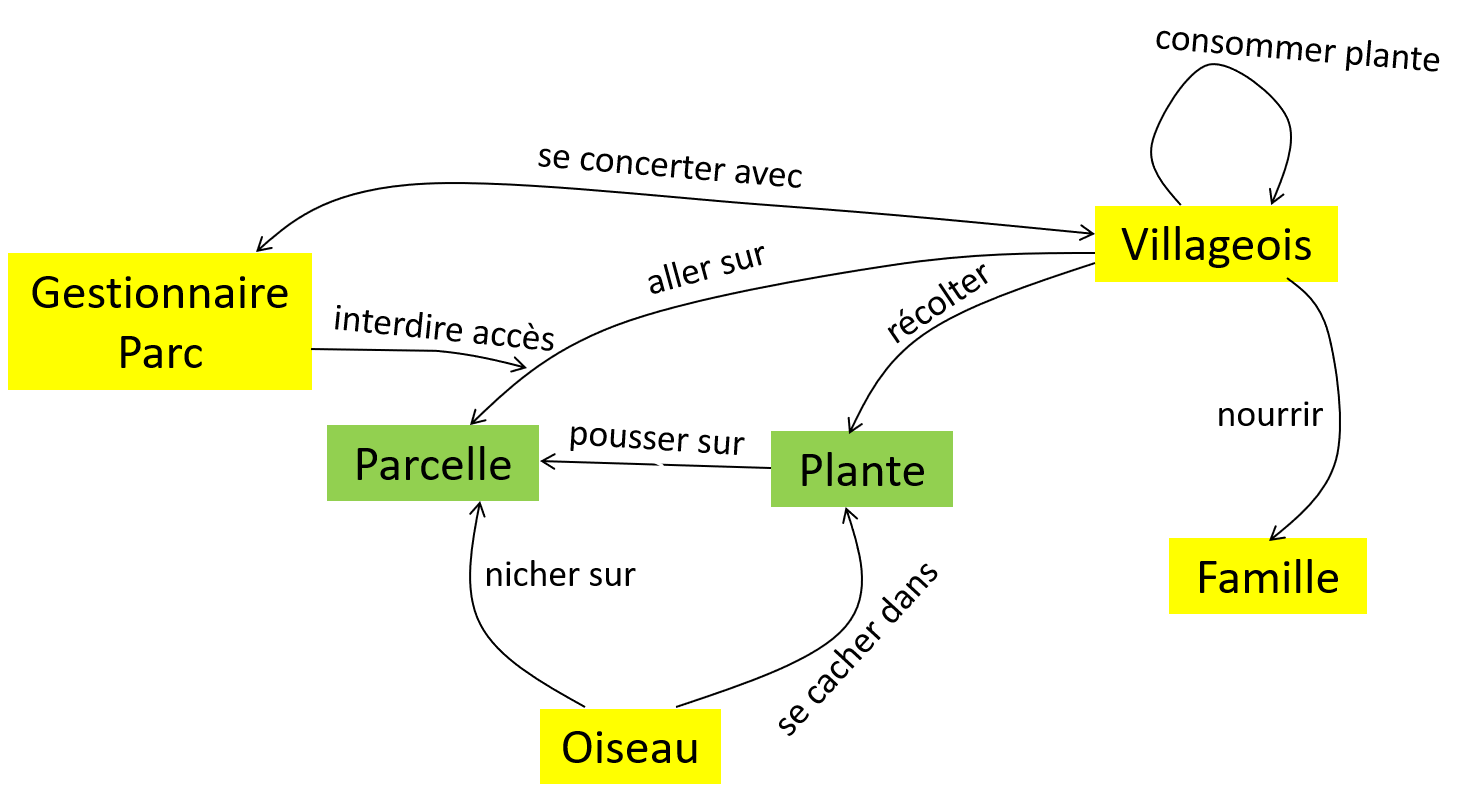 consommer plante
se concerter avec
Villageois
aller sur
récolter
Gestionnaire
Parc
interdire accès
nourrir
pousser sur
Parcelle
Plante
nicher sur
se cacher dans
Famille
Oiseau